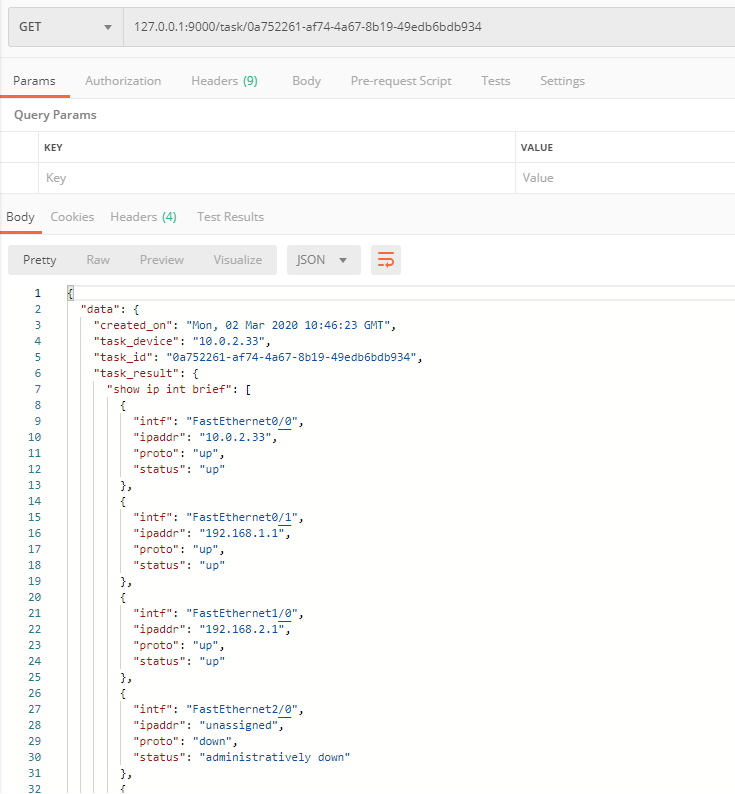 GET 127.0.0.1:9000/task/0a752261-af74-4a67-8b19-49edb6bdb934
Params Authorization Headers (9) Body Pre-request Script Tests Settings
Query Params
KEY VALUE
Key Value
Body Cookies Headers (4) Test Results
Pretty Raw Preview Visualize JSON
1 {
2 "data": {
3 "created_on": "Mon, 02 Mar 2020 10:46:23 GMT",
4 "task_device": "10.0.2.33",
5 "task_id": "0a752261-af74-4a67-8b19-49edb6bdb934",
6 "task_result": {
7 "show ip int brief": [
8 {
9 "intf": "FastEthernet0/0",
10 "ipaddr": "10.0.2.33",
11 "proto": "up",
12 "status": "up"
13 },
14 {
15 "intf": "FastEthernet0/1",
16 "ipaddr": "192.168.1.1",
17 "proto": "up",
18 "status": "up"
19 },
20 {
21 "intf": "FastEthernet1/0",
22 "ipaddr": "192.168.2.1",
23 "proto": "up",
24 "status": "up"
25 },
26 {
27 "intf": "FastEthernet2/0",
28 "ipaddr": "unassigned",
29 "proto": "down",
30 "status": "administratively down"
31 },
32 {